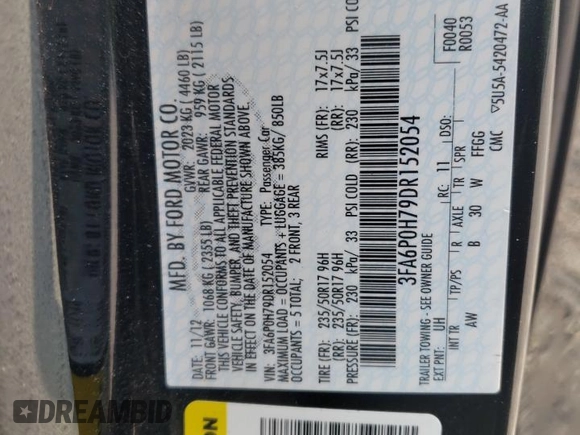 MFD. BY FORD MOTOR CO.
DATE: 11/12 GVWR: 2023 KG ( 4460 LB)
FRONT GAWR: 1068 KG ( 2355 LB) REAR GAWR: 959 KG ( 2115 LB)
THIS VEHICLE CONFORMS TO ALL APPLICABLE FEDERAL MOTOR
VEHICLE SAFETY, BUMPER, AND THEFT PREVENTION STANDARDS
IN EFFECT ON THE DATE OF MANUFACTURE SHOWN ABOVE.
VIN: 3FA6P0H79DR152054 TYPE: Passenger Car
MAXIMUM LOAD = OCCUPANTS + LUGGAGE = 385KG/ 850LB
OCCUPANTS = 5 TOTAL; 2 FRONT, 3 REAR
TIRE (FR): 235/50R17 96H RIMS (FR): 17x7.5J
(RR): 235/50R17 96H (RR): 17x7.5J
PRESSURE (FR): 230 kPa/ 33 PSI COLD (RR): 230 kPa/ 33 PSI COLD
3FA6P0H79DR152054
F0040
R0053
TRAILER TOWING - SEE OWNER GUIDE
EXT PNT: UH RC: 11 DSO:
TP/PS R AXLE TR SPR
AW B 30 W FFGG
CMC
5U5A-5420472-AA
ON
DREAMBID